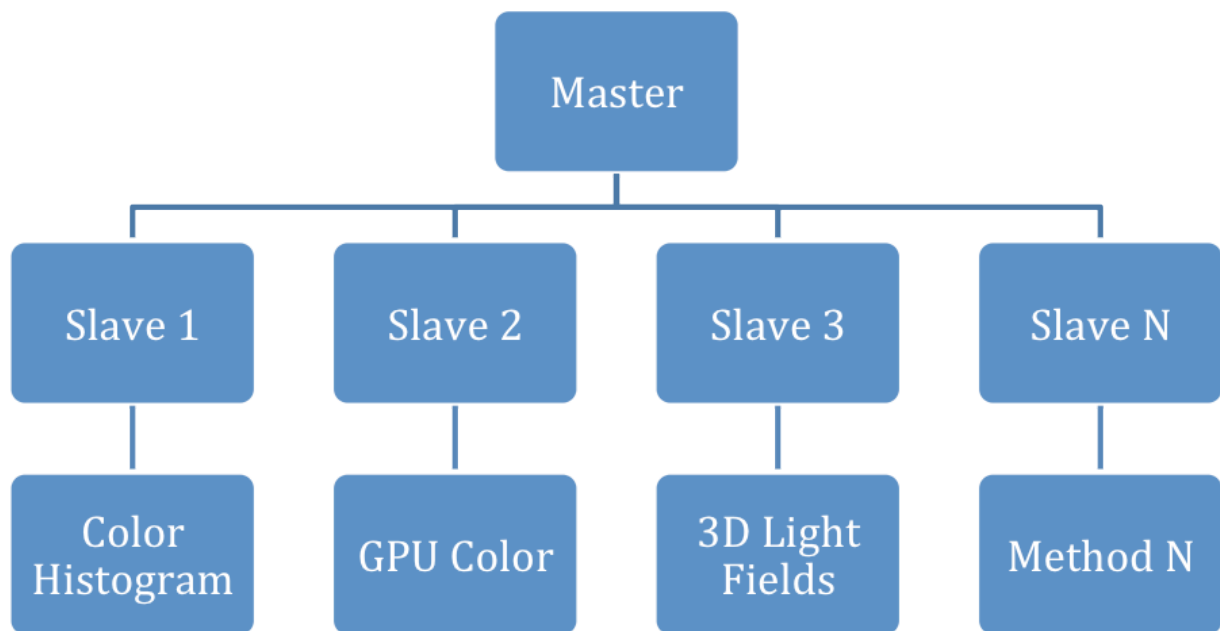 Master
Slave 1
Slave 2
Slave 3
Slave N
Color
Histogram
GPU Color
3D Light
Fields
Method N